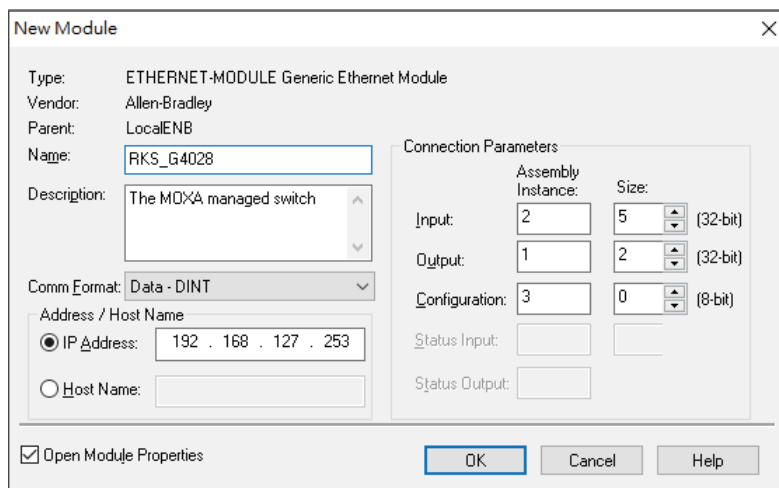 New Module
Type: ETHERNET-MODULE Generic Ethernet Module
Vendor: Allen-Bradley
Parent: LocalENB
Name: RKS_G4028
Description: The MOXA managed switch
Comm Format: Data - DINT
Address / Host Name
IP Address: 192 . 168 . 127 . 253
Host Name:
Connection Parameters
Assembly Instance: Size:
Input: 2 5 (32-bit)
Output: 1 2 (32-bit)
Configuration: 3 0 (8-bit)
Status Input:
Status Output:
Open Module Properties
OK Cancel Help